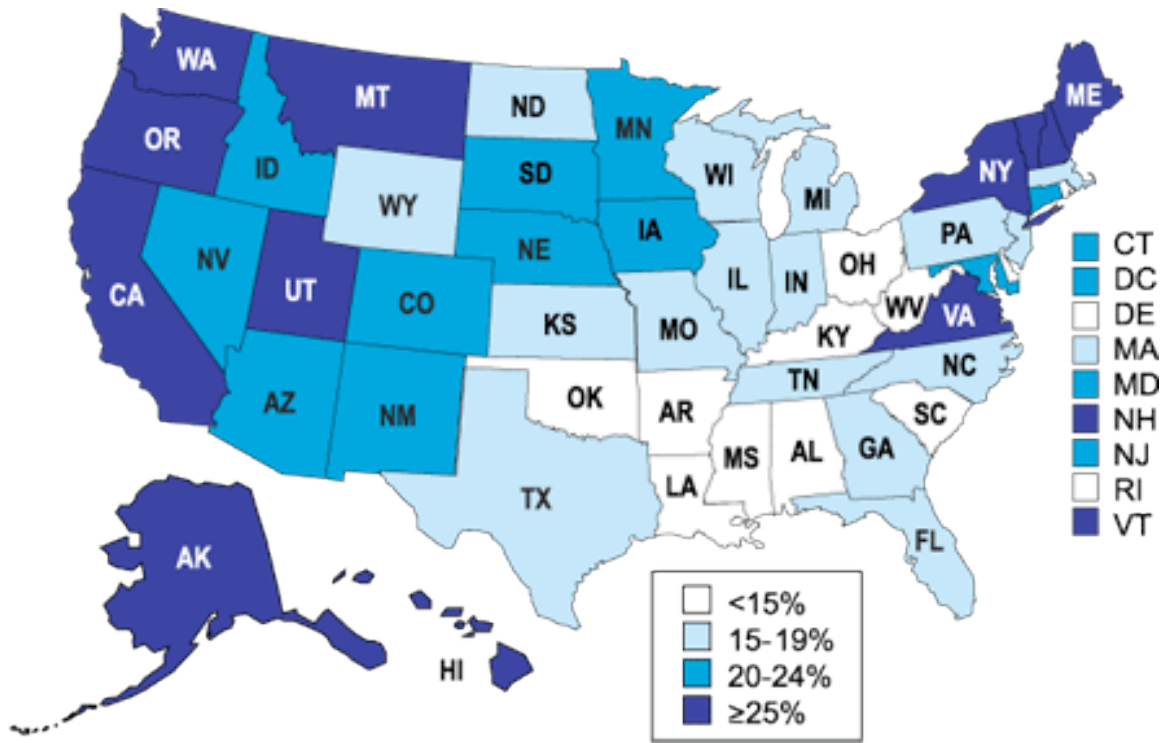 WA
MT
ND
MN
ME
OR
ID
SD
WI
NY
WY
MI
IA
PA
NV
NE
OH
CA
UT
CO
IL
IN
WV
VA
KS
MO
KY
NC
TN
AZ
NM
OK
AR
SC
MS
AL
GA
LA
TX
FL
AK
HI
CT
DC
DE
MA
MD
NH
NJ
RI
VT
<15%
15-19%
20-24%
≥25%